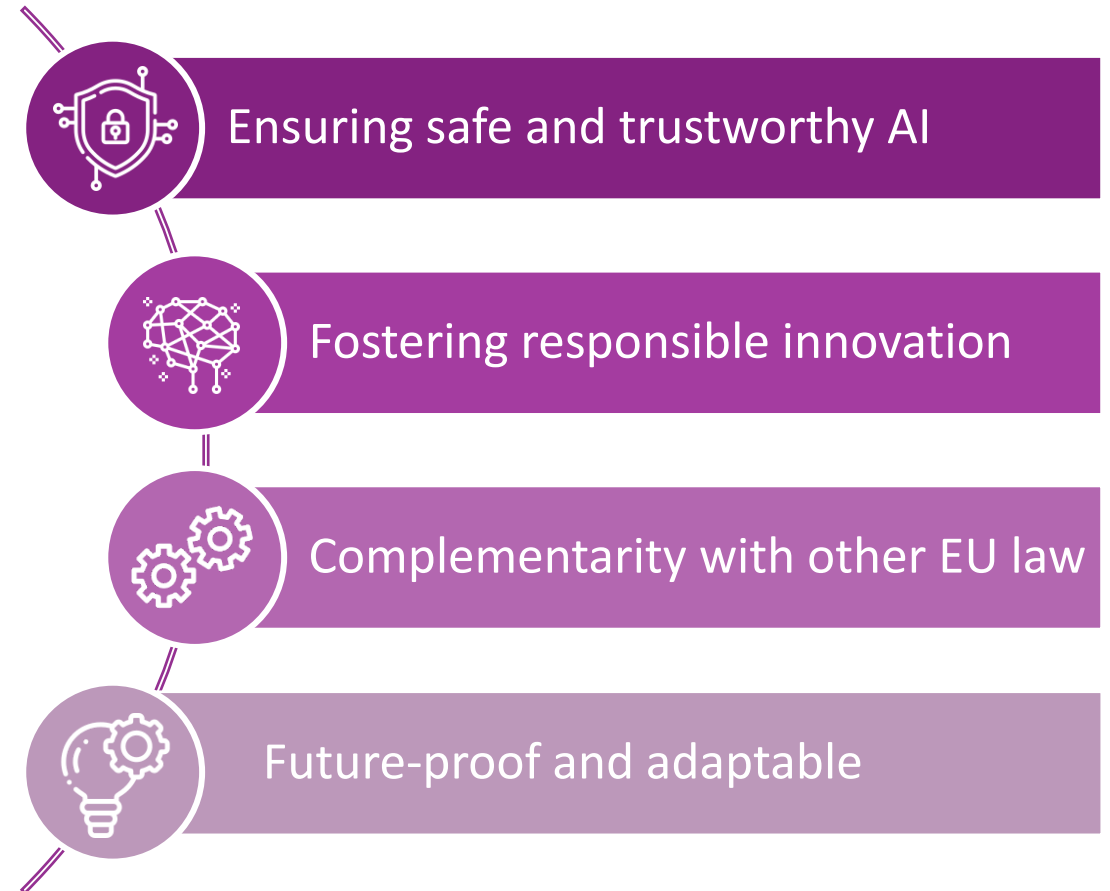 Ensuring safe and trustworthy AI
Fostering responsible innovation
Complementarity with other EU law
Future-proof and adaptable